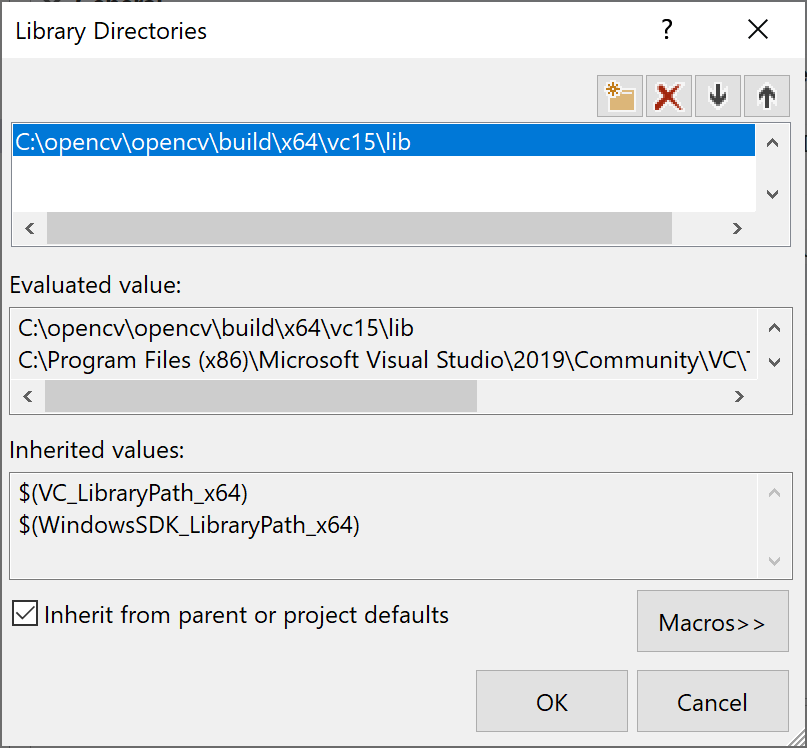 Library Directories
?
C:\opencv\opencv\build\x64\vc15\lib
Evaluated value:
C:\opencv\opencv\build\x64\vc15\lib
C:\Program Files (x86)\Microsoft Visual Studio\2019\Community\VC\
Inherited values:
$(VC_LibraryPath_x64)
$(WindowsSDK_LibraryPath_x64)
Inherit from parent or project defaults
Macros>>
OK
Cancel